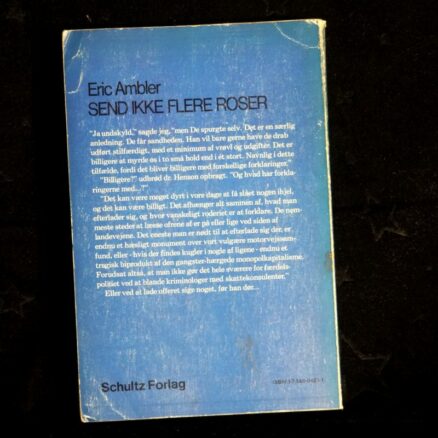 Eric Ambler
SEND IKKE FLERE ROSER
"Ja undskyld," sagde jeg, "men De spurgte selv. Det er en særlig
anledning. De får sandheden. Han vil bare gerne have de drab
udført stilfærdigt, med et minimum af vrøvl og udgifter. Det er
billigere at myrde os i to små hold end i ét stort. Navnlig i dette
tilfælde, fordi det bliver billigere med forskellige forklaringer."
"Billigere?" udbrød dr. Henson opbragt. "Og hvad har forkla-
ringerne med...?"
"Det kan være meget dyrt i vore dage at få slået nogen ihjel,
og det kan være billigt. Det afhænger alt sammen af, hvad man
efterlader sig, og hvor vanskeligt roderiet er at forklare. De nem-
meste steder at læsse ofrene af er på eller lige ved siden af
landevejene. Det eneste man er nødt til at efterlade sig der, er
endnu et hæsligt monument over vort vulgære motorvejssam-
fund, eller - hvis der findes kugler i nogle af ligene - endnu et
tragisk biprodukt af den gangster-hærgede monopolkapitalisme.
Forudsat altså, at man ikke gør det hele sværere for færdsels-
politiet ved at blande kriminologer med skattekonsulenter."
Eller ved at lade offeret sige noget, før han dør...
Schultz Forlag